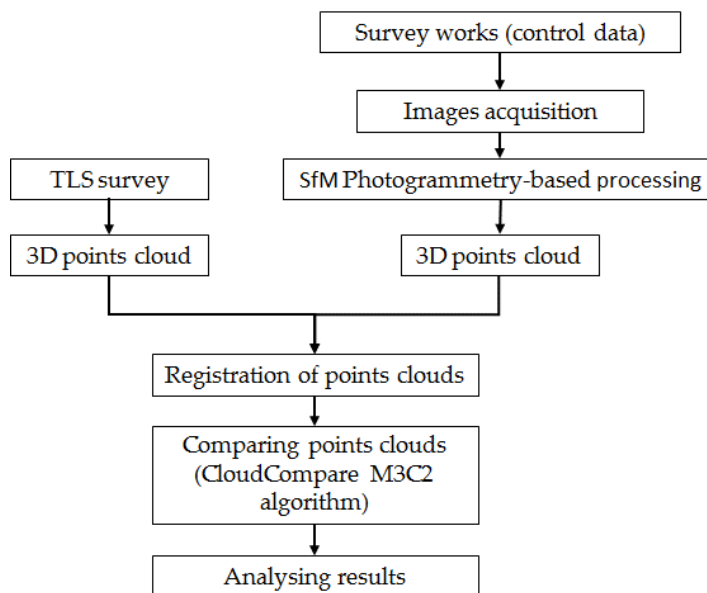 Survey works (control data)
Images acquisition
TLS survey
SfM Photogrammetry-based processing
3D points cloud
3D points cloud
Registration of points clouds
Comparing points clouds
(CloudCompare M3C2
algorithm)
Analysing results